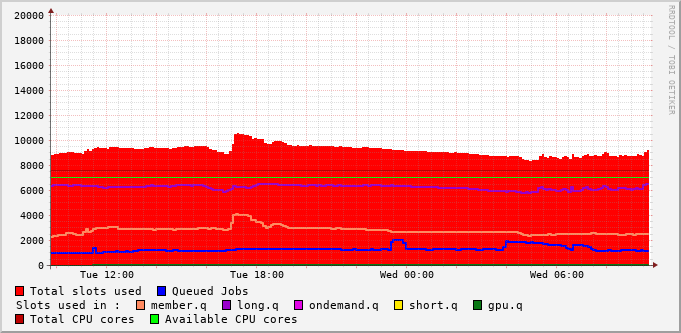 20000
18000
16000
14000
12000
10000
8000
6000
4000
2000
0
Tue 12:00 Tue 18:00 Wed 00:00 Wed 06:00
Total slots used Queued Jobs
Slots used in : member.q long.q ondemand.q short.q gpu.q
Total CPU cores Available CPU cores
RRDTOOL / TOBI OETIKER